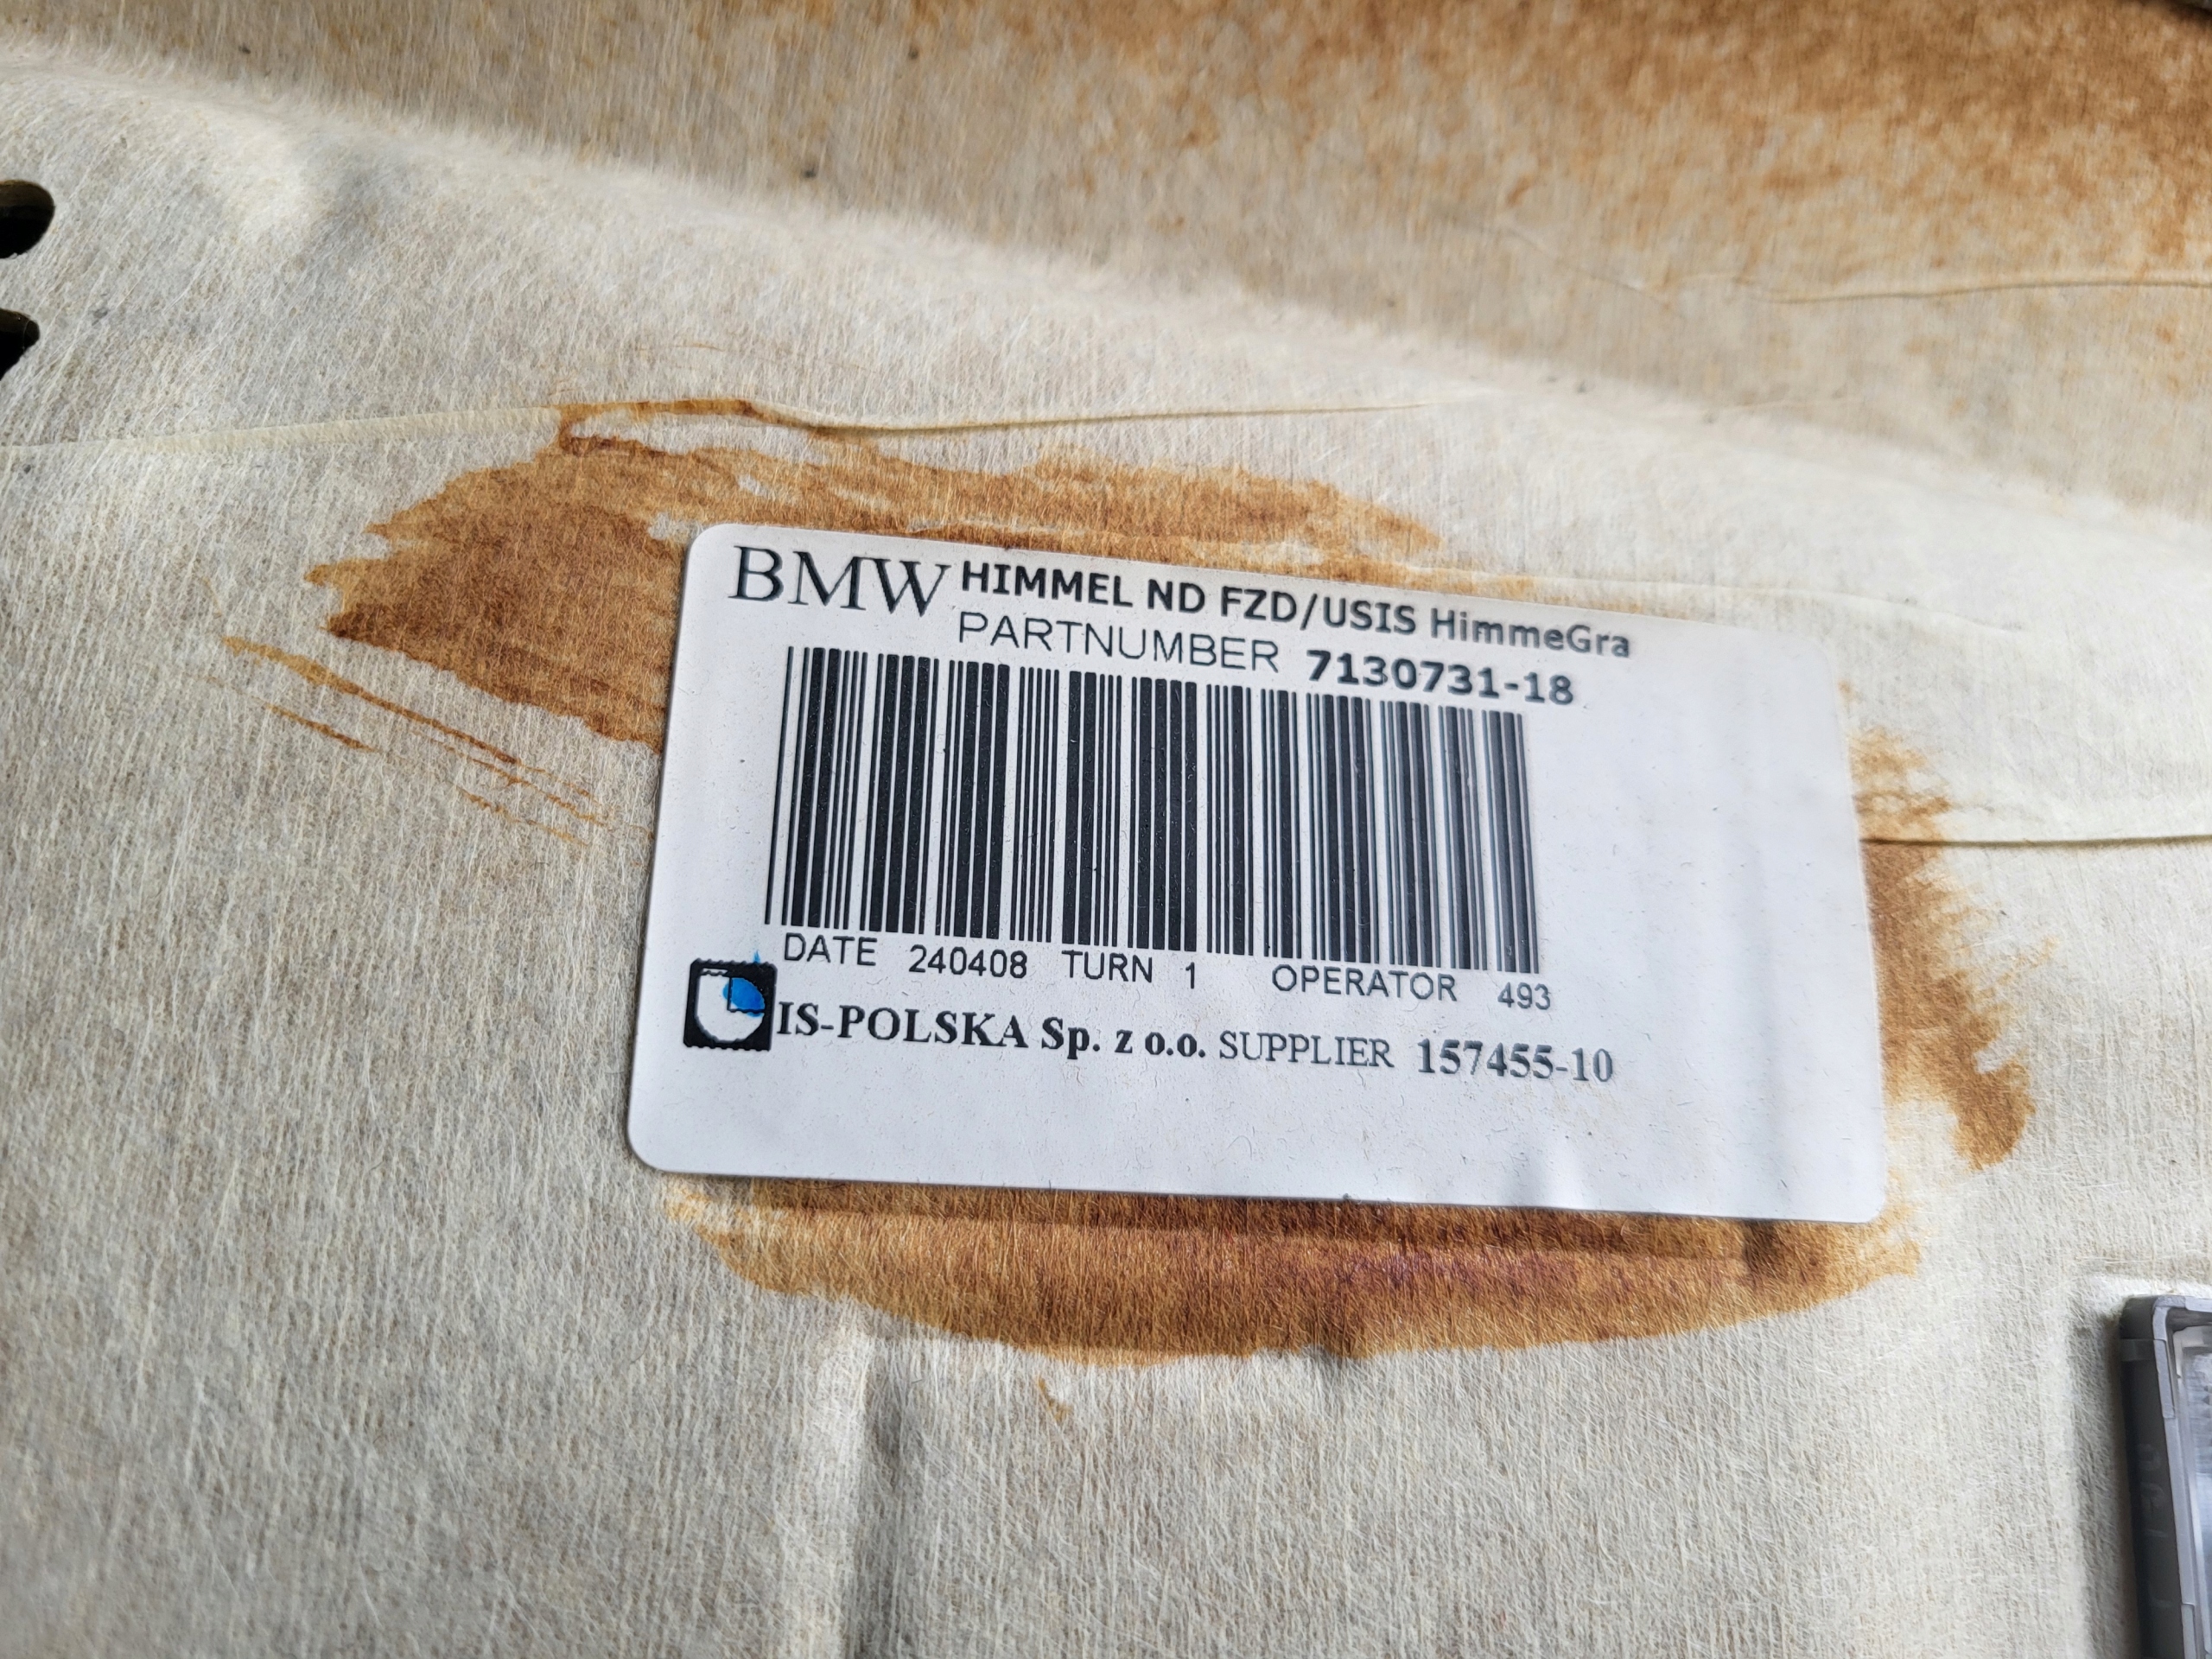 BMW HIMMEL ND FZD/USIS HimmeGra
PARTNUMBER 7130731-18
DATE 240408 TURN 1 OPERATOR 493
IS-POLSKA Sp. z o.o. SUPPLIER 157455-10